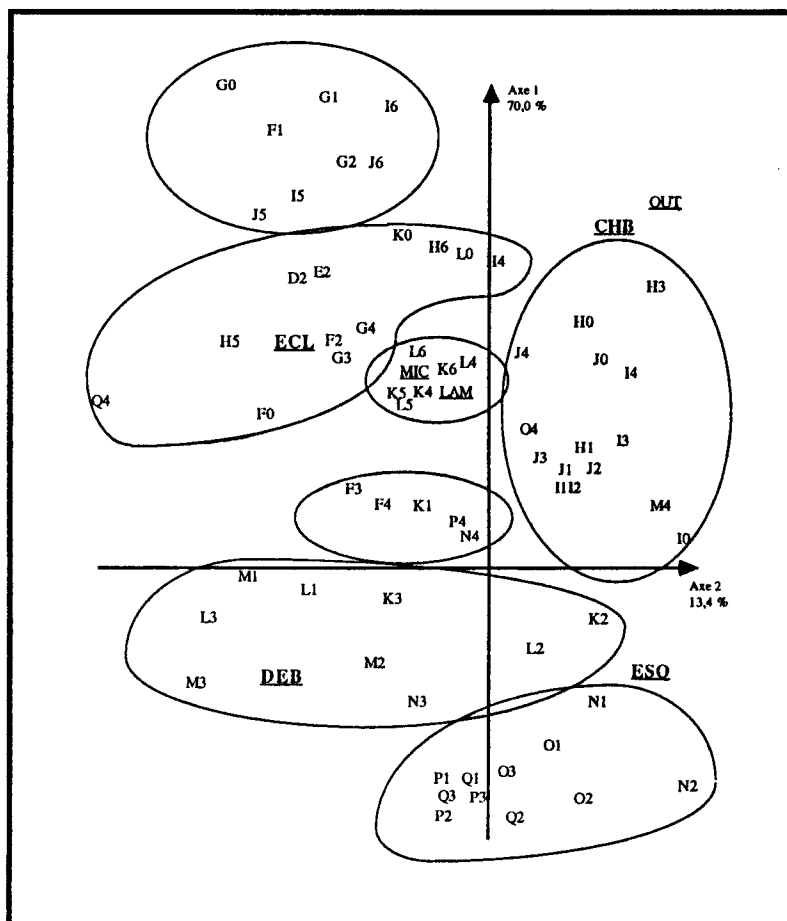 G0
G1
I6
Axe 1
70,0 %
F1
G2 J6
I5
J5
OUT
CHB
K0
H6 L0 I4
D2 E2
H3
H0
G4
H5 ECL F2
G3
L6
J4
J0
MIC K6 L4
I4
Q4
K5 K4 LAM
L5
F0
O4
H1 I3
J3
J1 J2
I1 I2
F3
F4 K1
P4
N4
M4
I0
Axe 2
13,4 %
M1
L1
K3
L3
K2
L2
M3 DEB M2
N3
ESQ
N1
O1
P1 Q1 O3
N2
Q3 P3 O2
P2 Q2